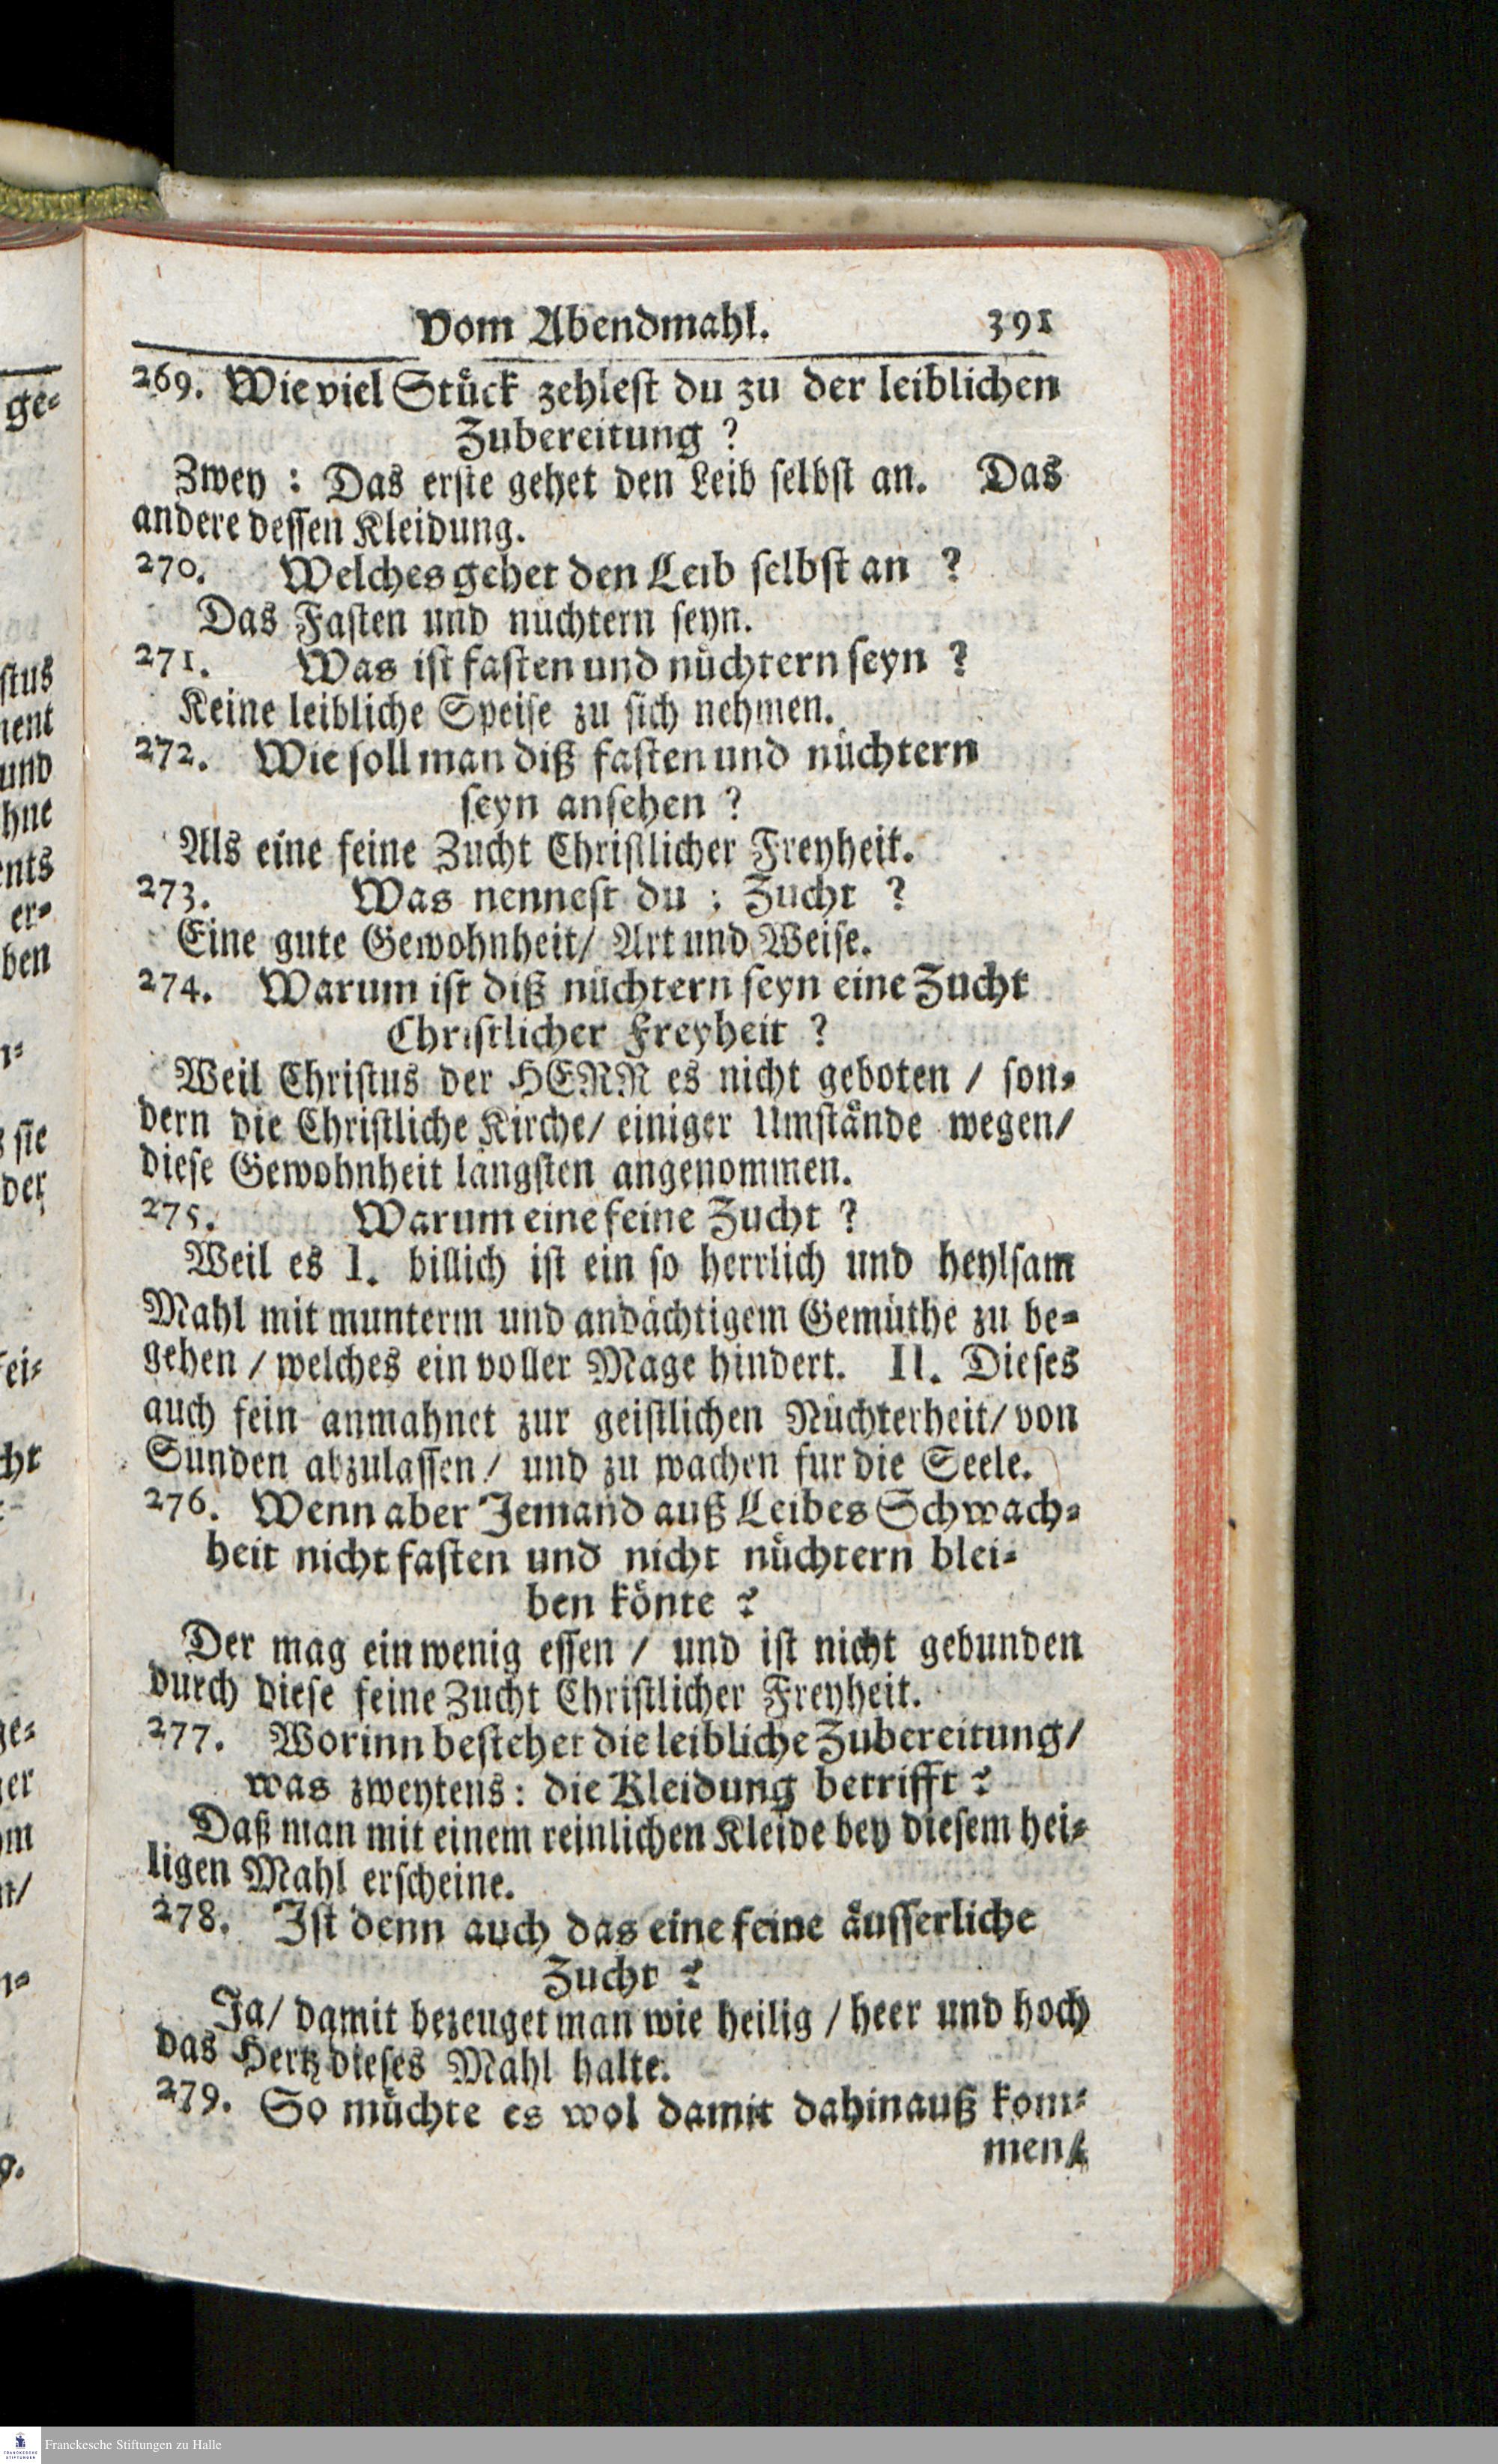 Vom Abendmahl. 391
269. Wie viel Stück zehlest du zu der leiblichen
Zubereitung ?
Zwey : Das erste gehet den Leib selbst an. Das
andere dessen Kleidung.
270. Welches gehet den Leib selbst an ?
Das Fasten und nüchtern seyn.
271. Was ist fasten und nüchtern seyn ?
Keine leibliche Speise zu sich nehmen.
272. Wie soll man diß fasten und nüchtern
seyn ansehen ?
Als eine feine Zucht Christlicher Freyheit.
273. Was nennest du : Zucht ?
Eine gute Gewohnheit/ Art und Weise.
274. Warum ist diß nüchtern seyn eine Zucht
Christlicher Freyheit ?
Weil Christus der HERR es nicht geboten / son-
dern die Christliche Kirche/ einiger Umstände wegen/
diese Gewohnheit längsten angenommen.
275. Warum eine feine Zucht ?
Weil es I. billich ist ein so herrlich und heylsam
Mahl mit munterm und andächtigem Gemüthe zu be-
gehen / welches ein voller Mage hindert. II. Dieses
auch fein anmahnet zur geistlichen Nüchterheit/ von
Sünden abzulassen / und zu wachen für die Seele.
276. Wenn aber Jemand auß Leibes Schwach-
heit nicht fasten und nicht nüchtern blei-
ben könte ?
Der mag ein wenig essen / und ist nicht gebunden
durch diese feine Zucht Christlicher Freyheit.
277. Worinn bestehet die leibliche Zubereitung/
was zweytens: die Kleidung betrifft ?
Daß man mit einem reinlichen Kleide bey diesem hei-
ligen Mahl erscheine.
278. Ist denn auch das eine feine äusserliche
Zucht ?
Ja/ damit bezeuget man wie heilig / heer und hoch
das Hertz dieses Mahl halte.
279. So müchte es wol damit dahinauß kom-
men/
Franckesche Stiftungen zu Halle